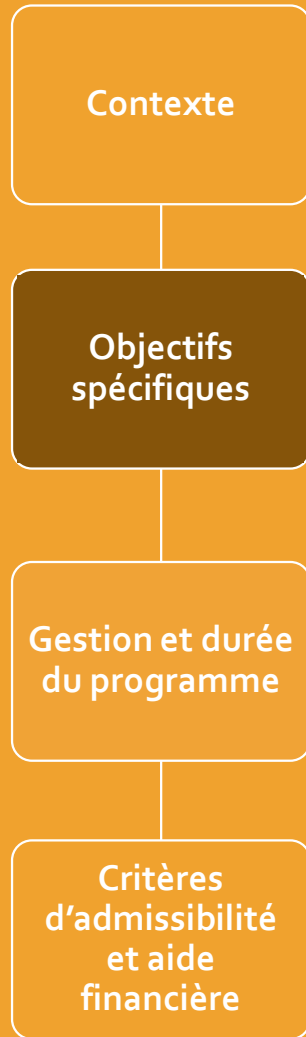 Contexte
Objectifs
spécifiques
Gestion et durée
du programme
Critères
d'admissibilité
et aide
financière